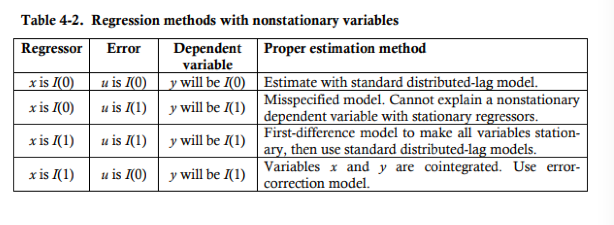 Table 4-2. Regression methods with nonstationary variables
Regressor Error Dependent variable Proper estimation method
x is I(0) u is I(0) y will be I(0) Estimate with standard distributed-lag model.
x is I(0) u is I(1) y will be I(1) Misspecified model. Cannot explain a nonstationary
dependent variable with stationary regressors.
x is I(1) u is I(1) y will be I(1) First-difference model to make all variables station-
ary, then use standard distributed-lag models.
x is I(1) u is I(0) y will be I(1) Variables x and y are cointegrated. Use error-
correction model.